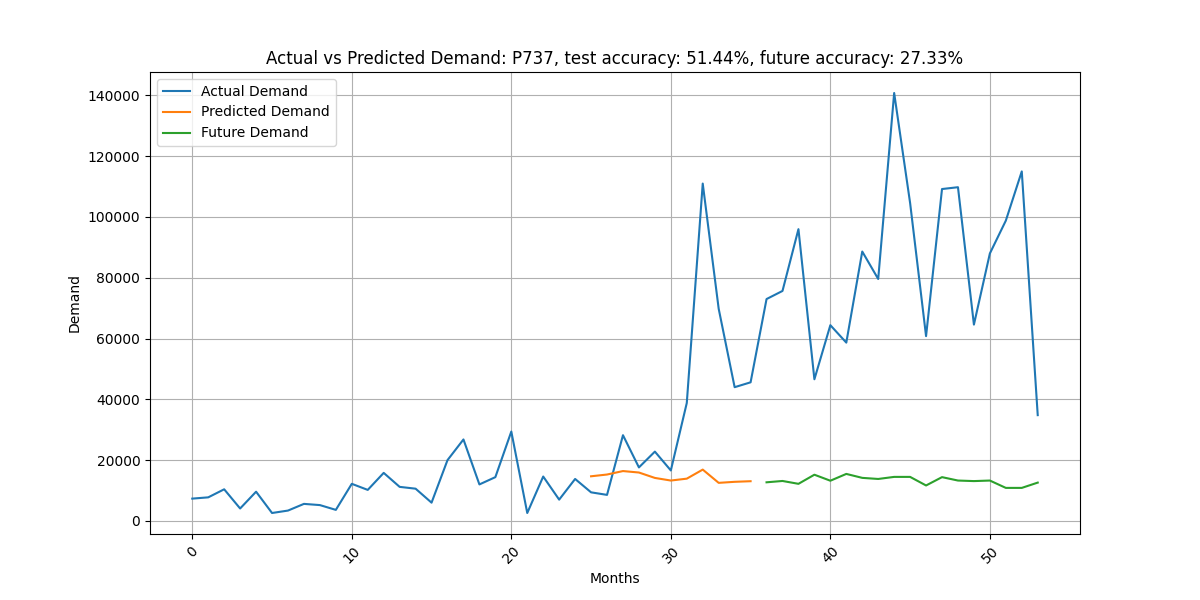 Actual vs Predicted Demand: P737, test accuracy: 51.44%, future accuracy: 27.33%
Actual Demand
Predicted Demand
Future Demand
140000
120000
100000
80000
60000
40000
20000
0
Demand
0
10
20
30
40
50
Months